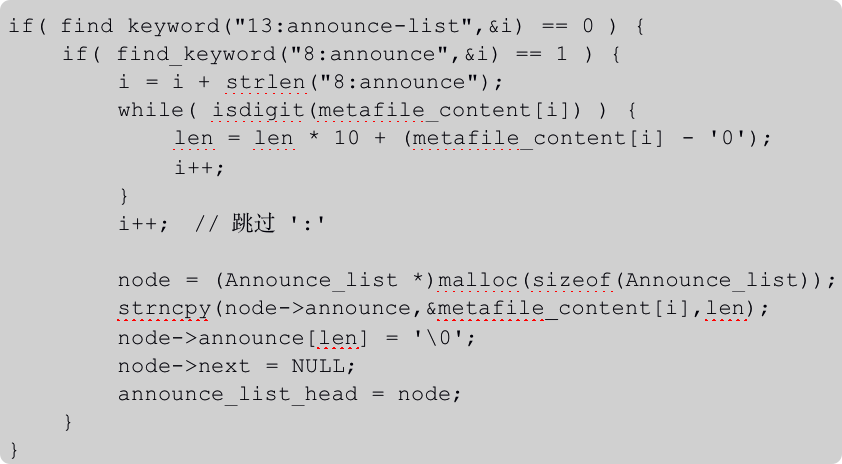 if( find keyword("13:announce-list",&i) == 0 ) {
if( find_keyword("8:announce",&i) == 1 ) {
i = i + strlen("8:announce");
while( isdigit(metafile_content[i]) ) {
len = len * 10 + (metafile_content[i] - '0');
i++;
}
i++;  // 跳过 ':'
node = (Announce_list *)malloc(sizeof(Announce_list));
strncpy(node->announce,&metafile_content[i],len);
node->announce[len] = '\0';
node->next = NULL;
announce_list_head = node;
}
}